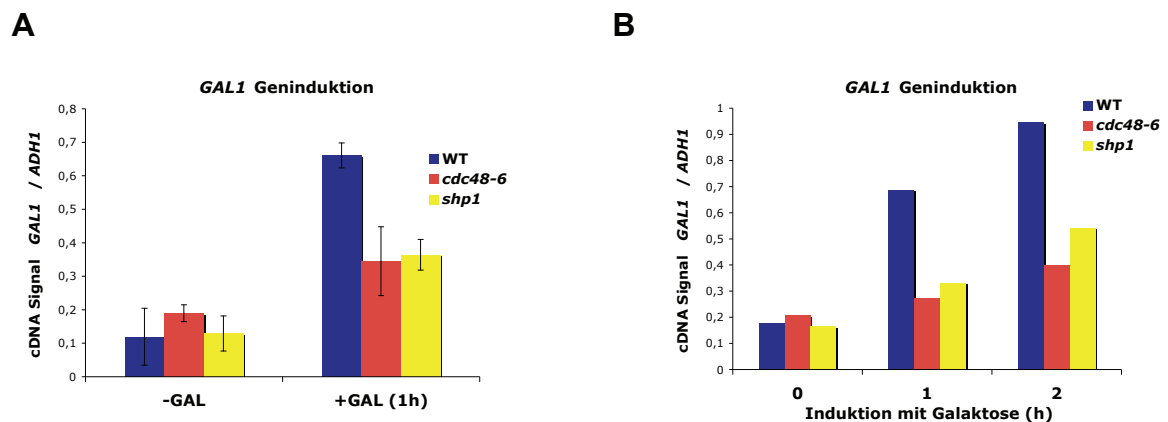 A
GAL1 Geninduktion
cDNA Signal GAL1 / ADH1
0,8
0,7
0,6
0,5
0,4
0,3
0,2
0,1
0
WT
cdc48-6
shp1
-GAL
+GAL (1h)
B
GAL1 Geninduktion
cDNA Signal GAL1 / ADH1
1
0,9
0,8
0,7
0,6
0,5
0,4
0,3
0,2
0,1
0
WT
cdc48-6
shp1
0
1
2
Induktion mit Galaktose (h)